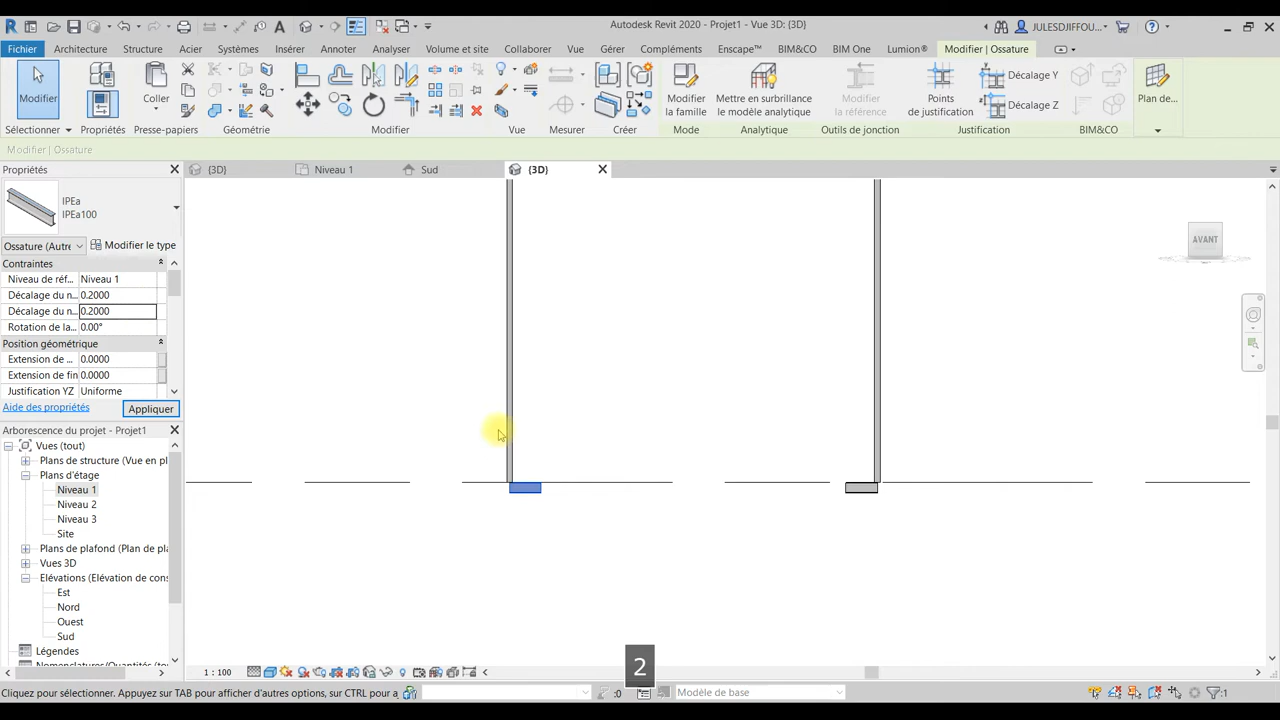 Autodesk Revit 2020 - Projet1 - Vue 3D: {3D}
JULESDJIFFOU...
Fichier Architecture Structure Acier Systèmes Insérer Annoter Analyser Volume et site Collaborer Vue Gérer Compléments Enscape™ BIM&CO BIM One Lumion® Modifier | Ossature
Modifier
Coller
Modifier la famille
Mettre en surbrillance le modèle analytique
Modifier la référence
Points de justification
Décalage Y
Décalage Z
Plan de...
Sélectionner Propriétés Presse-papiers Géométrie Modifier Vue Mesurer Créer Mode Analytique Outils de jonction Justification BIM&CO
Modifier | Ossature
Propriétés
{3D} Niveau 1 Sud {3D}
IPEa
IPEa100
Ossature (Autre Modifier le type
Contraintes
Niveau de réf... Niveau 1
Décalage du n... 0.2000
Décalage du n... 0.2000
Rotation de la... 0.00°
Position géométrique
Extension de ... 0.0000
Extension de fin 0.0000
Justification YZ Uniforme
Aide des propriétés Appliquer
Arborescence du projet - Projet1
Vues (tout)
Plans de structure (Vue en pl
Plans d'étage
Niveau 1
Niveau 2
Niveau 3
Site
Plans de plafond (Plan de pla
Vues 3D
Elévations (Elévation de cons
Est
Nord
Ouest
Sud
Légendes
Nomenclatures/Quantités (to
AVANT
2
1 : 100
Cliquez pour sélectionner. Appuyez sur TAB pour afficher d'autres options, sur CTRL pour a
:0
Modèle de base
:1